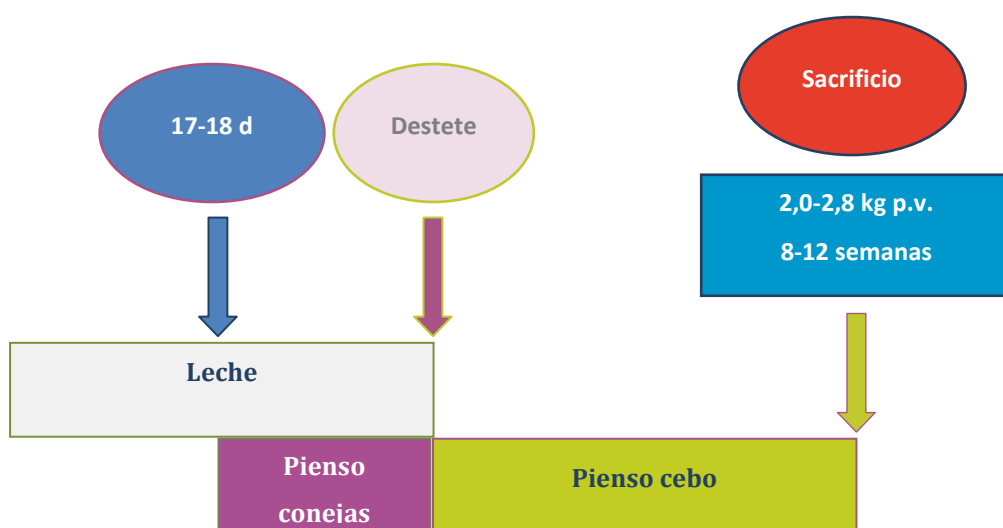 Sacrificio
17-18 d
Destete
2,0-2,8 kg p.v.
8-12 semanas
Leche
Pienso
conejas
Pienso cebo